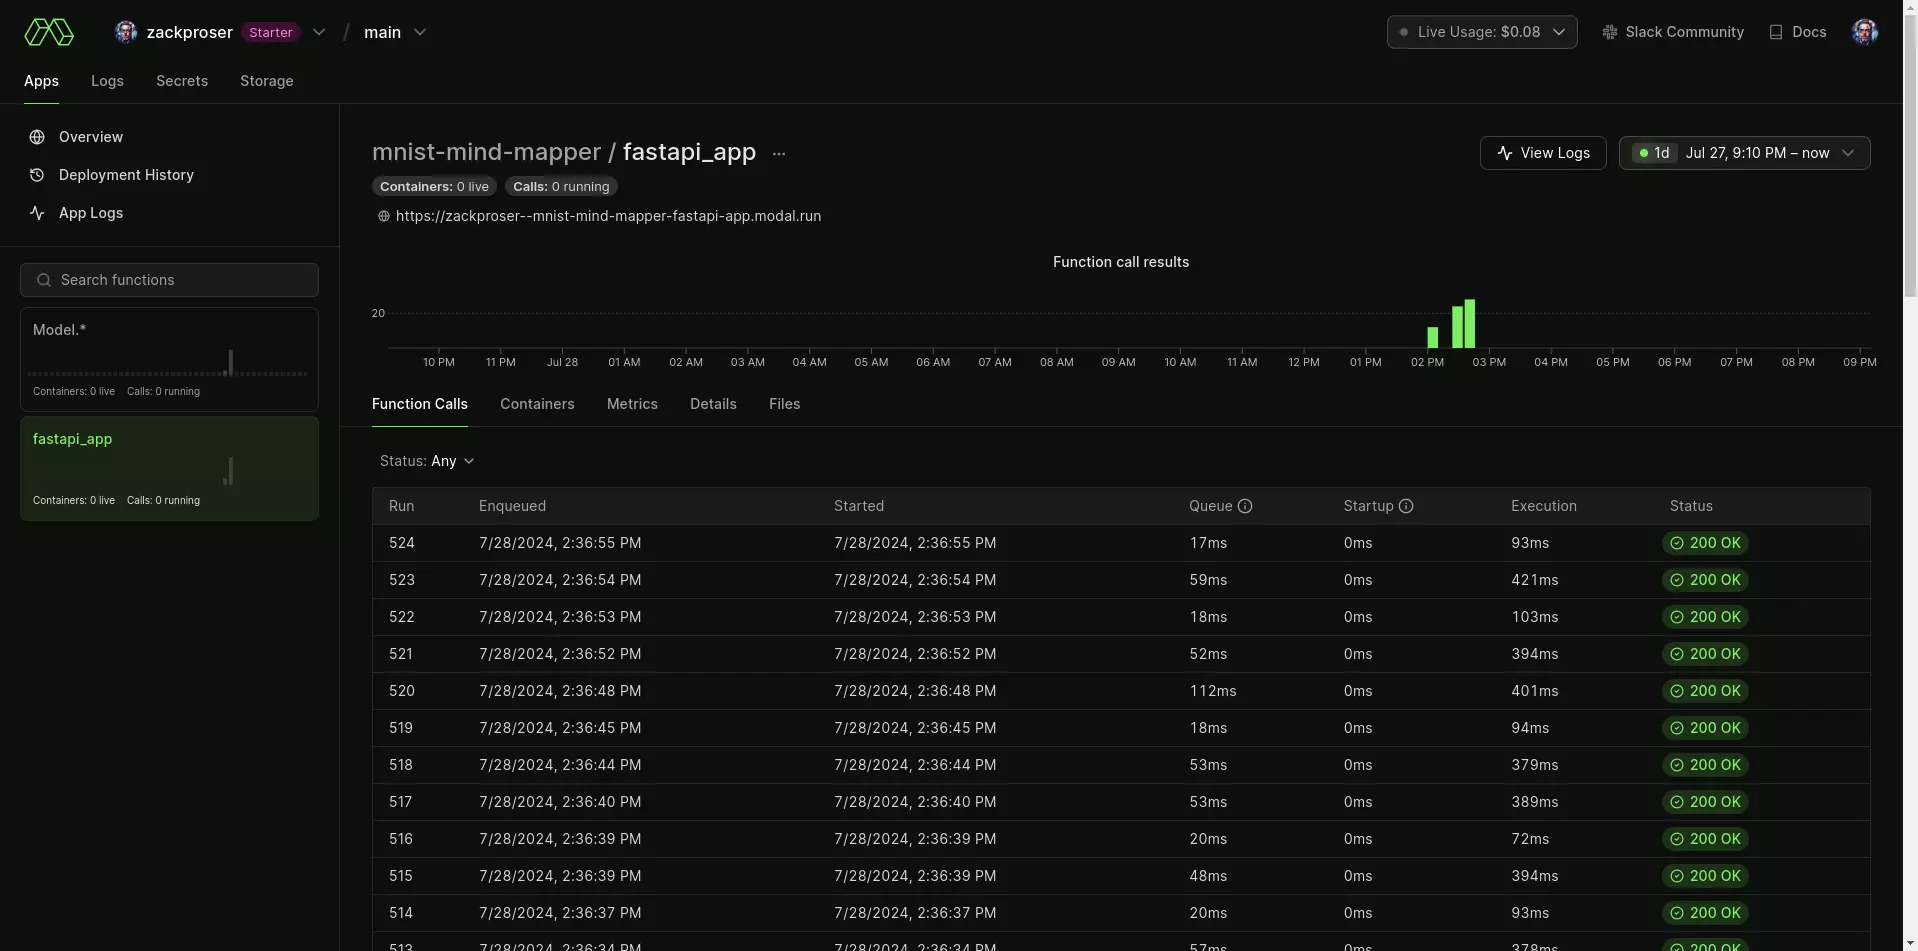 zackproser Starter / main Live Usage: $0.08 Slack Community Docs
Apps Logs Secrets Storage
Overview
Deployment History
App Logs
Search functions
Model.*
Containers: 0 live Calls: 0 running
fastapi_app
Containers: 0 live Calls: 0 running
mnist-mind-mapper / fastapi_app ... View Logs 1d Jul 27, 9:10 PM – now
Containers: 0 live Calls: 0 running
https://zackproser--mnist-mind-mapper-fastapi-app.modal.run
Function call results
20
10 PM 11 PM Jul 28 01 AM 02 AM 03 AM 04 AM 05 AM 06 AM 07 AM 08 AM 09 AM 10 AM 11 AM 12 PM 01 PM 02 PM 03 PM 04 PM 05 PM 06 PM 07 PM 08 PM 09 PM
Function Calls Containers Metrics Details Files
Status: Any
Run Enqueued Started Queue Startup Execution Status
524 7/28/2024, 2:36:55 PM 7/28/2024, 2:36:55 PM 17ms 0ms 93ms 200 OK
523 7/28/2024, 2:36:54 PM 7/28/2024, 2:36:54 PM 59ms 0ms 421ms 200 OK
522 7/28/2024, 2:36:53 PM 7/28/2024, 2:36:53 PM 18ms 0ms 103ms 200 OK
521 7/28/2024, 2:36:52 PM 7/28/2024, 2:36:52 PM 52ms 0ms 394ms 200 OK
520 7/28/2024, 2:36:48 PM 7/28/2024, 2:36:48 PM 112ms 0ms 401ms 200 OK
519 7/28/2024, 2:36:45 PM 7/28/2024, 2:36:45 PM 18ms 0ms 94ms 200 OK
518 7/28/2024, 2:36:44 PM 7/28/2024, 2:36:44 PM 53ms 0ms 379ms 200 OK
517 7/28/2024, 2:36:40 PM 7/28/2024, 2:36:40 PM 53ms 0ms 389ms 200 OK
516 7/28/2024, 2:36:39 PM 7/28/2024, 2:36:39 PM 20ms 0ms 72ms 200 OK
515 7/28/2024, 2:36:39 PM 7/28/2024, 2:36:39 PM 48ms 0ms 394ms 200 OK
514 7/28/2024, 2:36:37 PM 7/28/2024, 2:36:37 PM 20ms 0ms 93ms 200 OK
513 7/28/2024, 2:36:34 PM 7/28/2024, 2:36:34 PM 57ms 0ms 378ms 200 OK